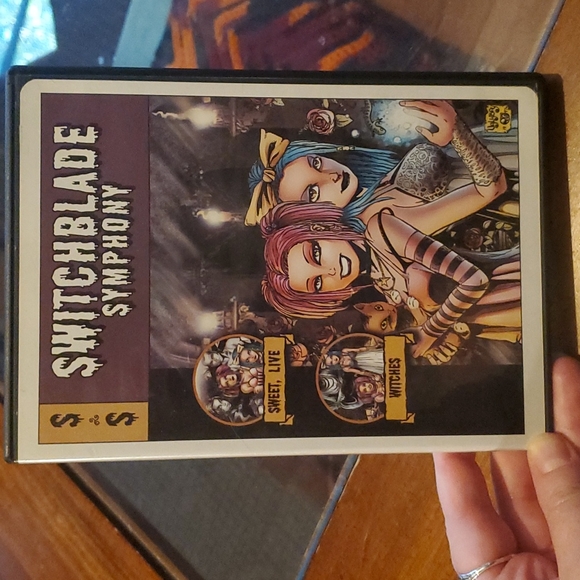 SWITCHBLADE
SYMPHONY
S & S
SWEET, LIVE
WITCHES